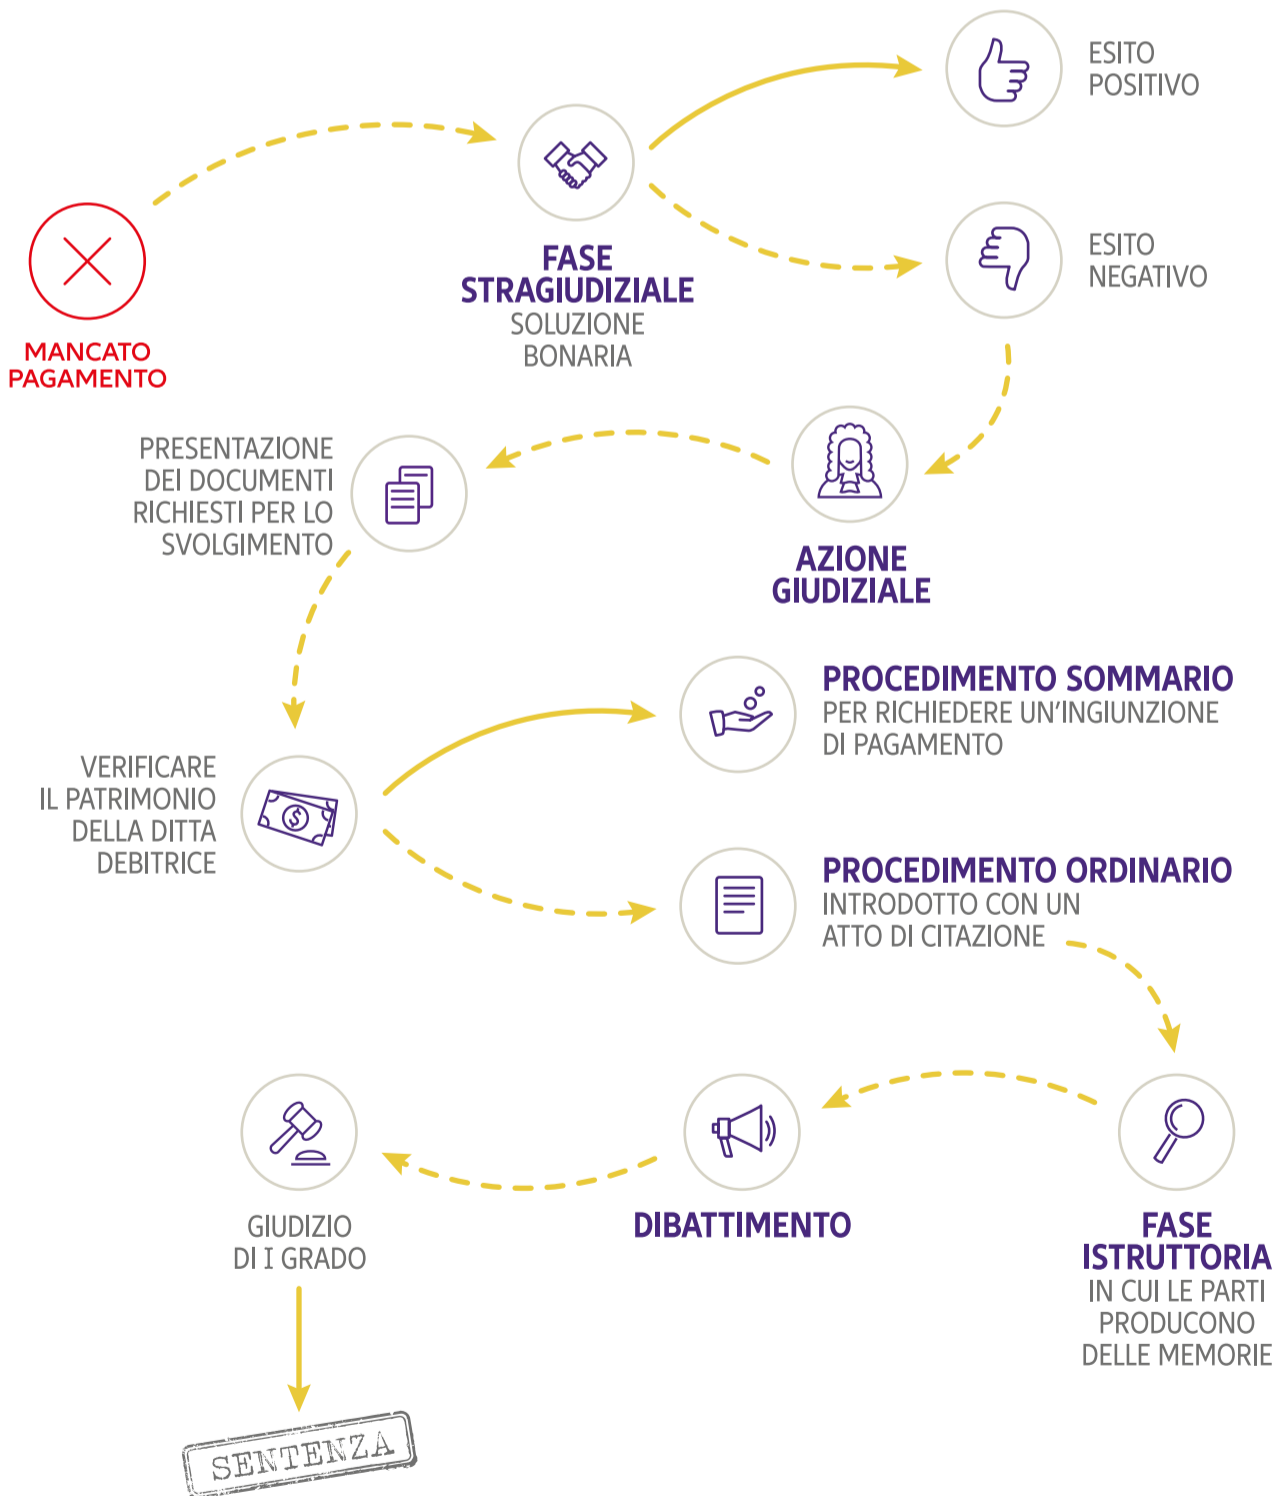 ESITO
POSITIVO
FASE
STRAGIUDIZIALE
SOLUZIONE
BONARIA
ESITO
NEGATIVO
MANCATO
PAGAMENTO
PRESENTAZIONE
DEI DOCUMENTI
RICHIESTI PER LO
SVOLGIMENTO
AZIONE
GIUDIZIALE
VERIFICARE
IL PATRIMONIO
DELLA DITTA
DEBITRICE
$
PROCEDIMENTO SOMMARIO
PER RICHIEDERE UN'INGIUNZIONE
DI PAGAMENTO
PROCEDIMENTO ORDINARIO
INTRODOTTO CON UN
ATTO DI CITAZIONE
FASE
ISTRUTTORIA
IN CUI LE PARTI
PRODUCONO
DELLE MEMORIE
DIBATTIMENTO
GIUDIZIO
DI I GRADO
SENTENZA